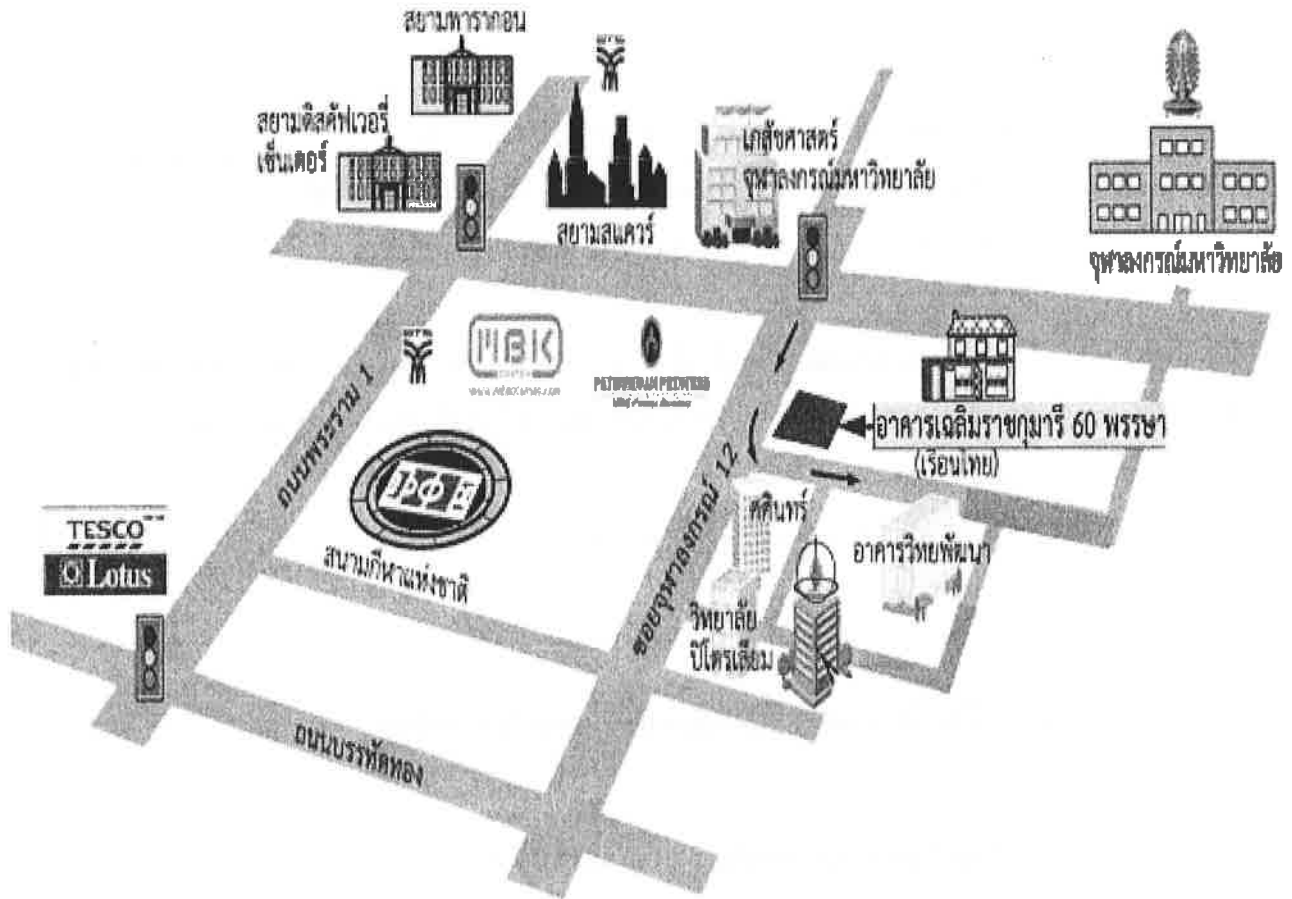 สยามพารากอน
BTS
สยามดิสคัฟเวอรี่
เซ็นเตอร์
สยามสแควร์
เภสัชศาสตร์
จุฬาลงกรณ์มหาวิทยาลัย
จุฬาลงกรณ์มหาวิทยาลัย
BTS
MBK
CENTER
PATHUMWAN PRINCESS
ถนนพระราม 1
อาคารเฉลิมราชกุมารี 60 พรรษา
(เรือนไทย)
ซอยจุฬาลงกรณ์ 12
สนามกีฬาแห่งชาติ
TESCO
Lotus
ศศินทร์
อาคารวิทยพัฒนา
วิทยาลัย
ปิโตรเลียม
ถนนบรรทัดทอง